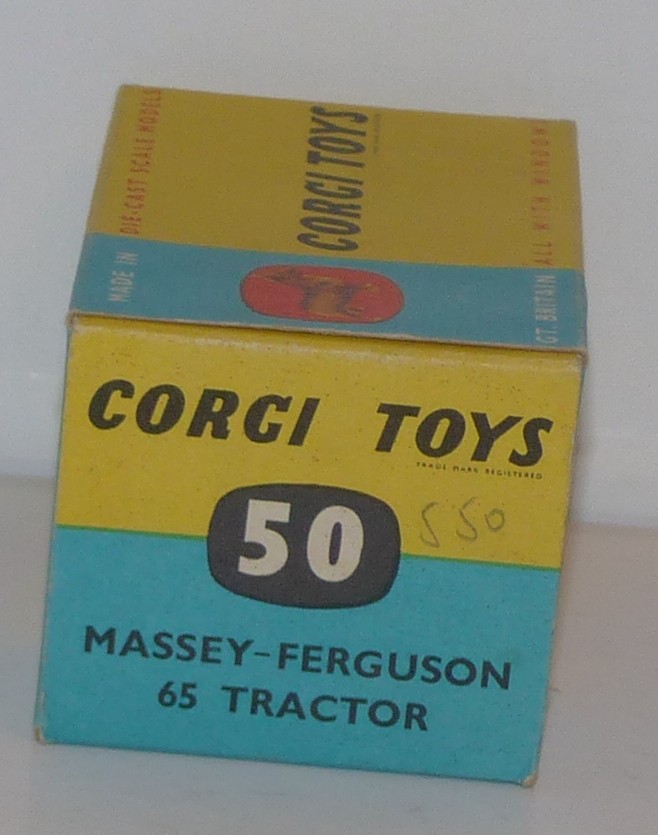 DIE-CAST SCALE MODELS
CORGI TOYS
ALL WITH WINDOWS
MADE IN
GT. BRITAIN
CORGI TOYS
TRADE MARK REGISTERED
50
550
MASSEY-FERGUSON
65 TRACTOR